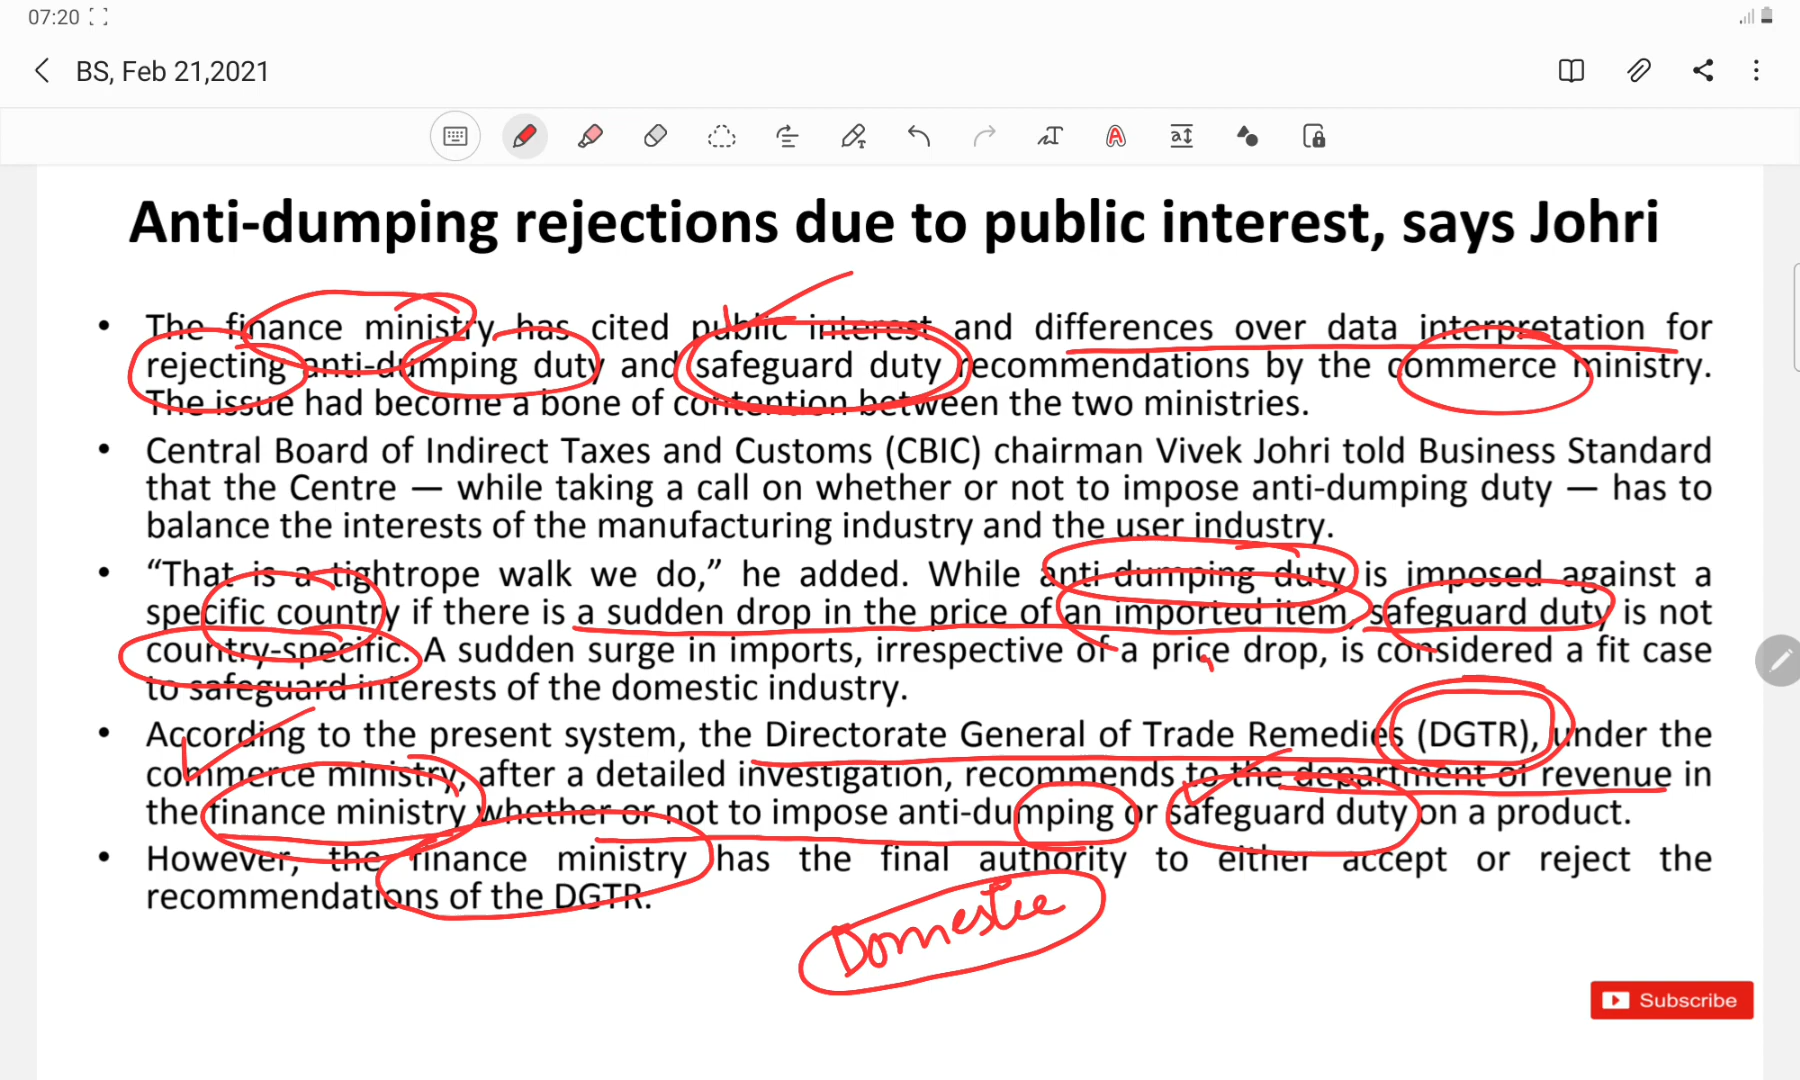 07:20
BS, Feb 21,2021
Anti-dumping rejections due to public interest, says Johri
• The finance ministry has cited public interest and differences over data interpretation for
rejecting anti-dumping duty and safeguard duty recommendations by the commerce ministry.
The issue had become a bone of contention between the two ministries.
• Central Board of Indirect Taxes and Customs (CBIC) chairman Vivek Johri told Business Standard
that the Centre — while taking a call on whether or not to impose anti-dumping duty — has to
balance the interests of the manufacturing industry and the user industry.
• “That is a tightrope walk we do,” he added. While anti-dumping duty is imposed against a
specific country if there is a sudden drop in the price of an imported item, safeguard duty is not
country-specific. A sudden surge in imports, irrespective of a price drop, is considered a fit case
to safeguard interests of the domestic industry.
• According to the present system, the Directorate General of Trade Remedies (DGTR), under the
commerce ministry, after a detailed investigation, recommends to the department of revenue in
the finance ministry whether or not to impose anti-dumping or safeguard duty on a product.
• However, the finance ministry has the final authority to either accept or reject the
recommendations of the DGTR.
Domestic
Subscribe